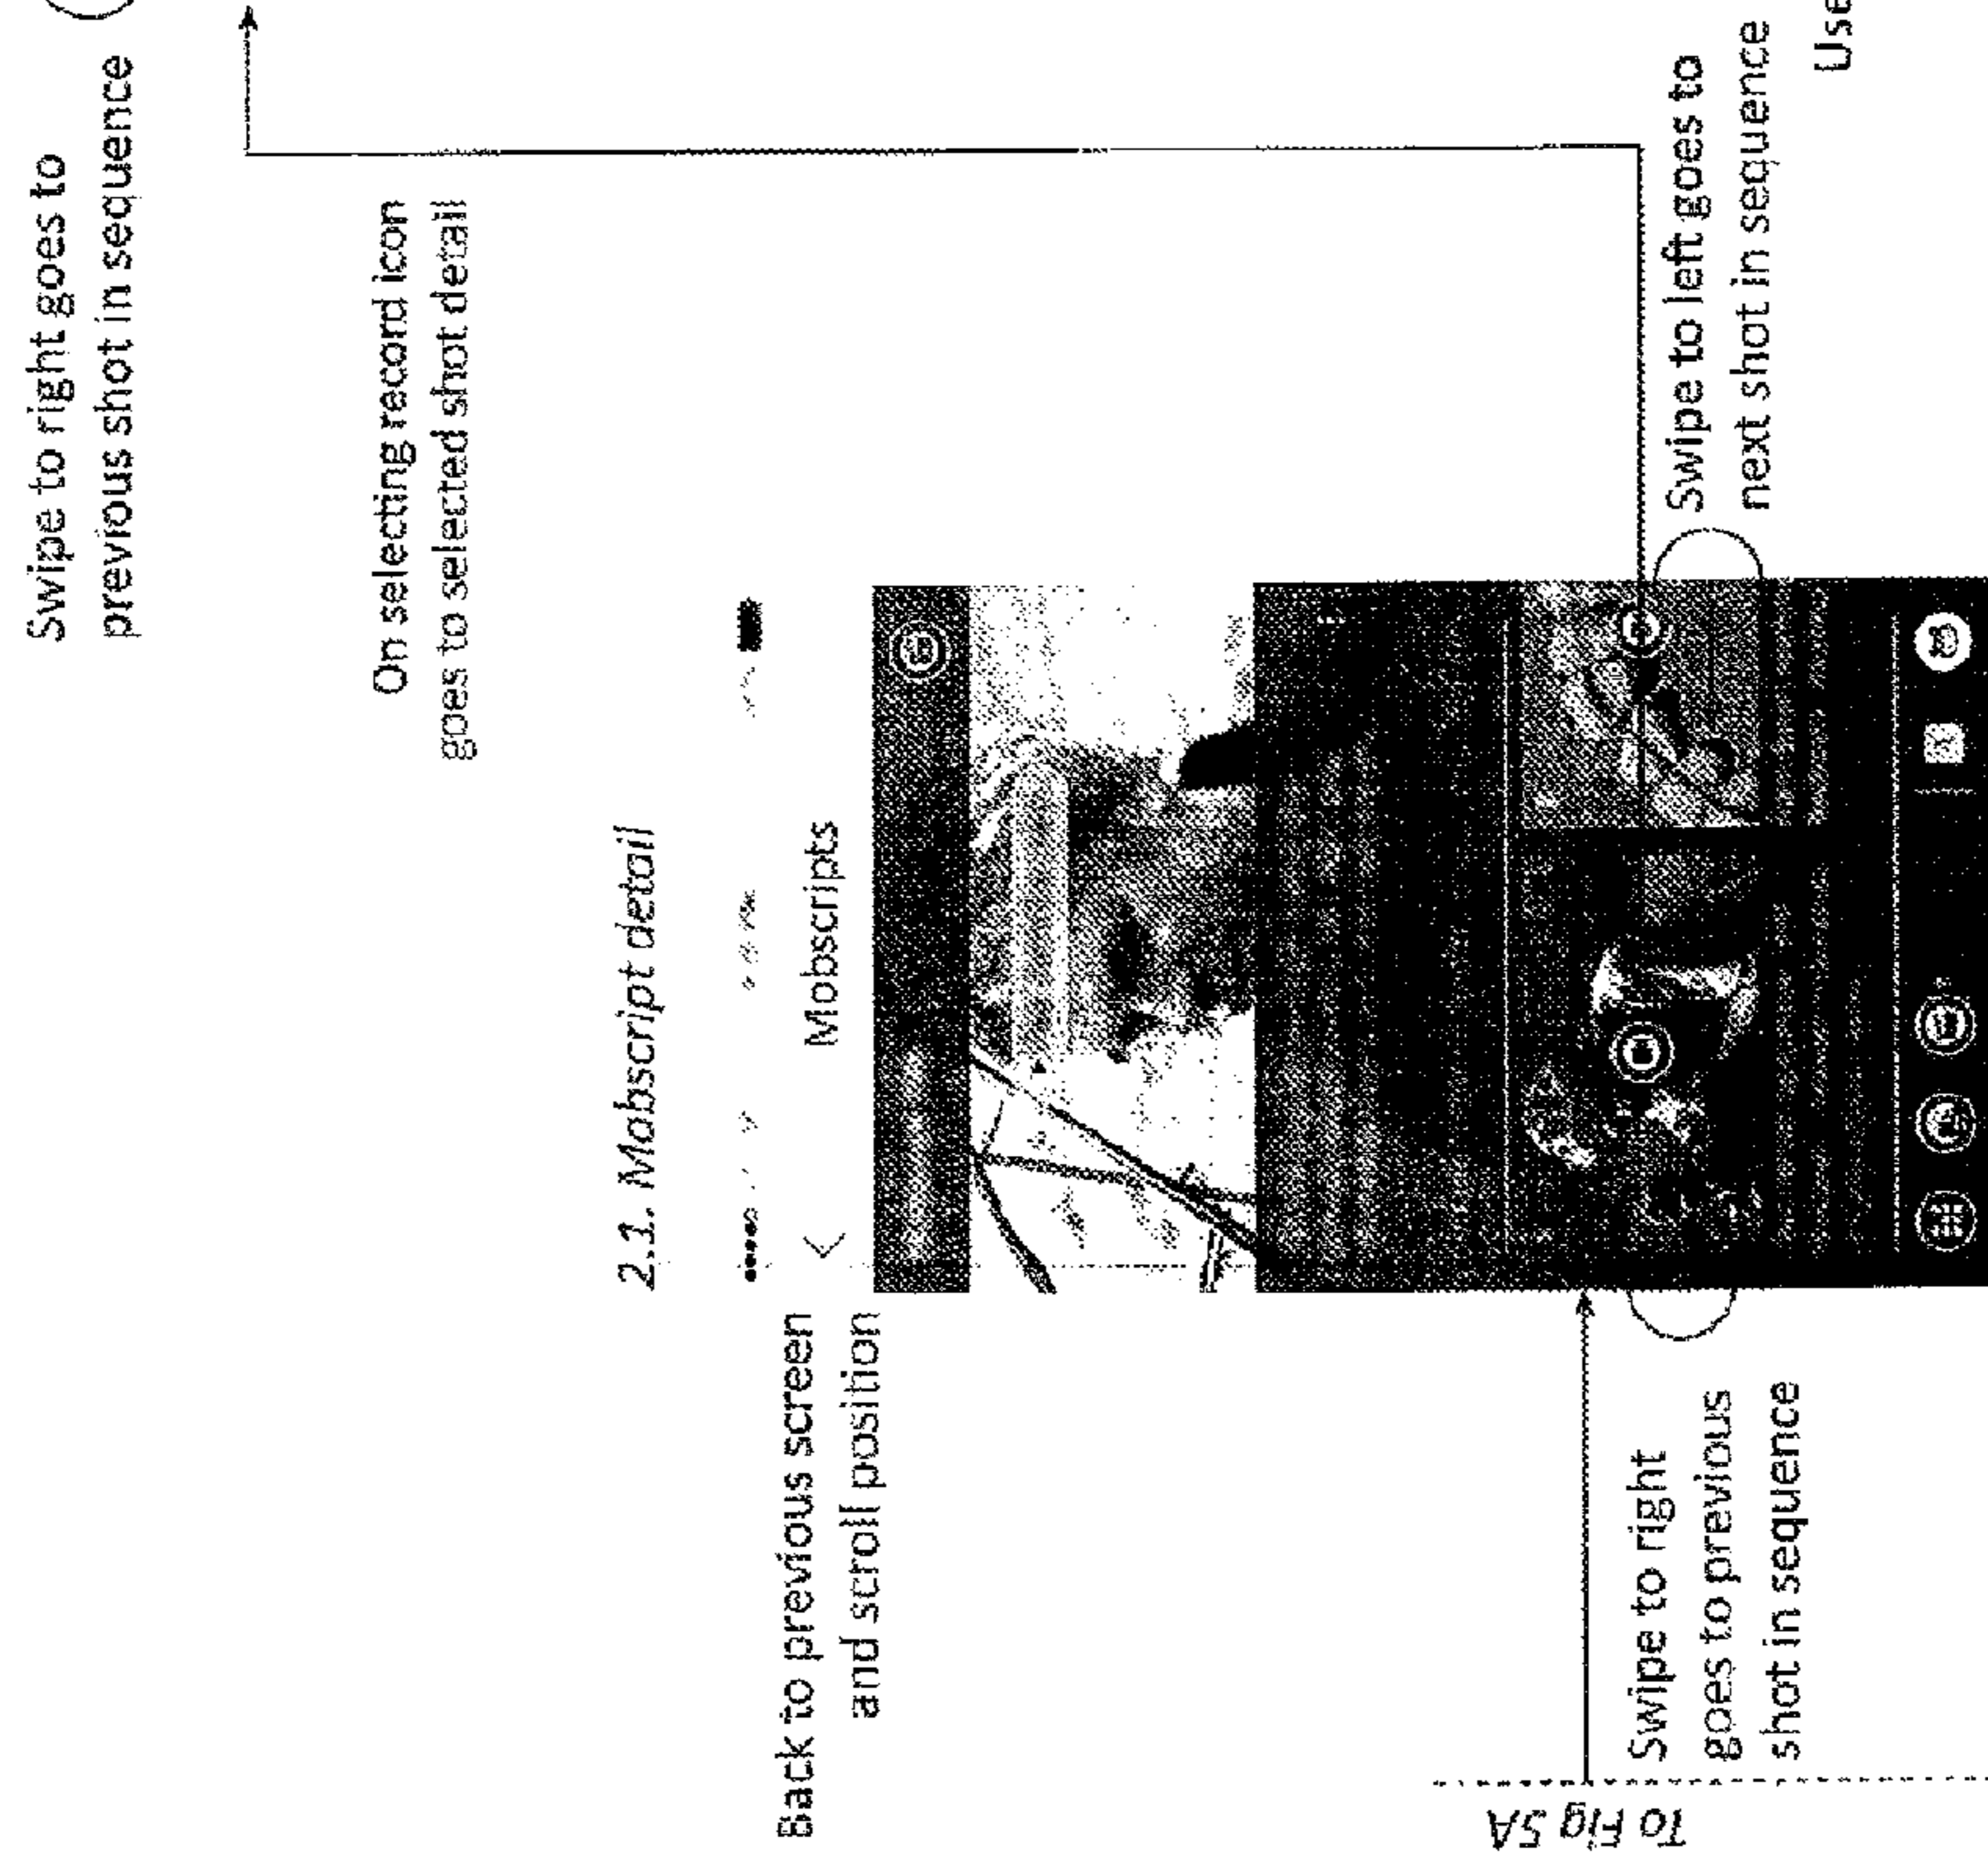 Swipe to right goes to
previous shot in sequence
On selecting record icon
goes to selected shot detail
2.1. Mobscript detail
Mobscripts
Back to previous screen
and scroll position
Swipe to left goes to
next shot in sequence
Swipe to right
goes to previous
shot in sequence
To Fig 5A
Use